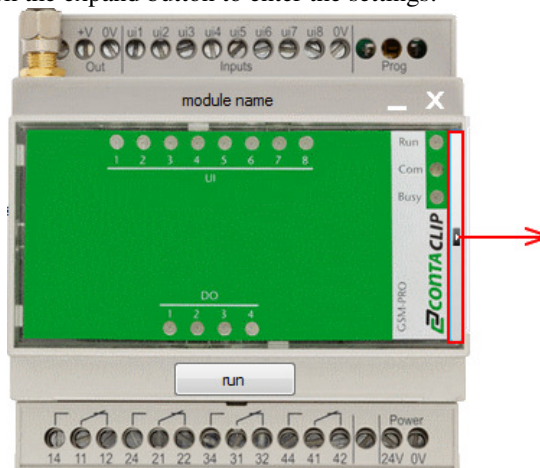 n the expand button to enter the settings.
+V 0V ui1 ui2 ui3 ui4 ui5 ui6 ui7 ui8 0V
Out Inputs Prog
module name
Run
Com
Busy
1 2 3 4 5 6 7 8
UI
GSM-PRO
CONTACLIP
DO
1 2 3 4
run
Power
14 11 12 24 21 22 34 31 32 44 41 42 24V 0V